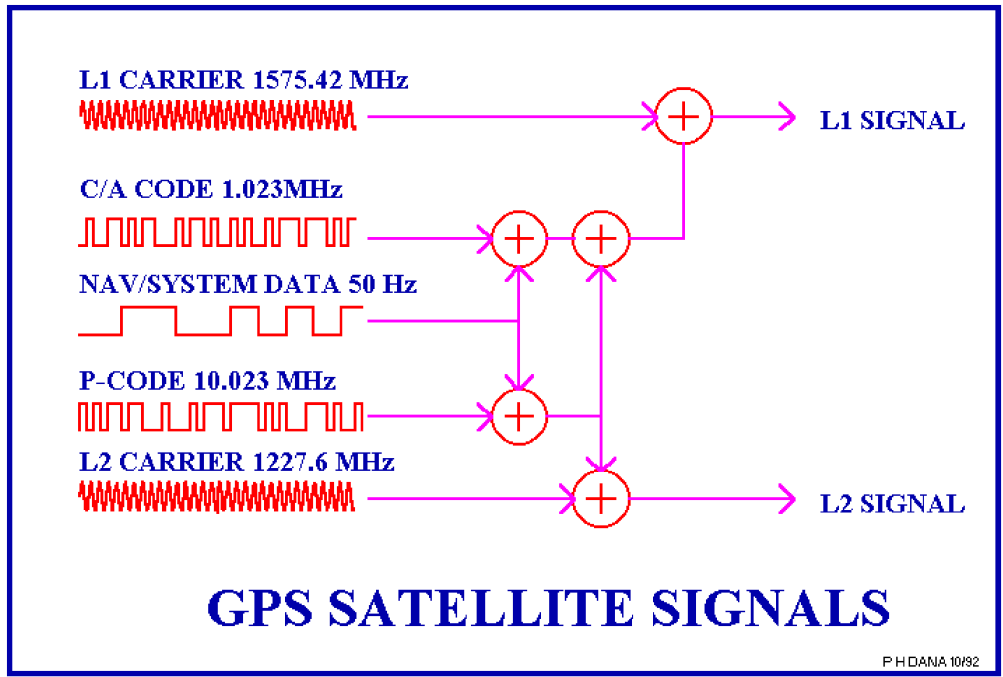 L1 CARRIER 1575.42 MHz
L1 SIGNAL
C/A CODE 1.023MHz
NAV/SYSTEM DATA 50 Hz
P-CODE 10.023 MHz
L2 CARRIER 1227.6 MHz
L2 SIGNAL
GPS SATELLITE SIGNALS
P H DANA 10/92